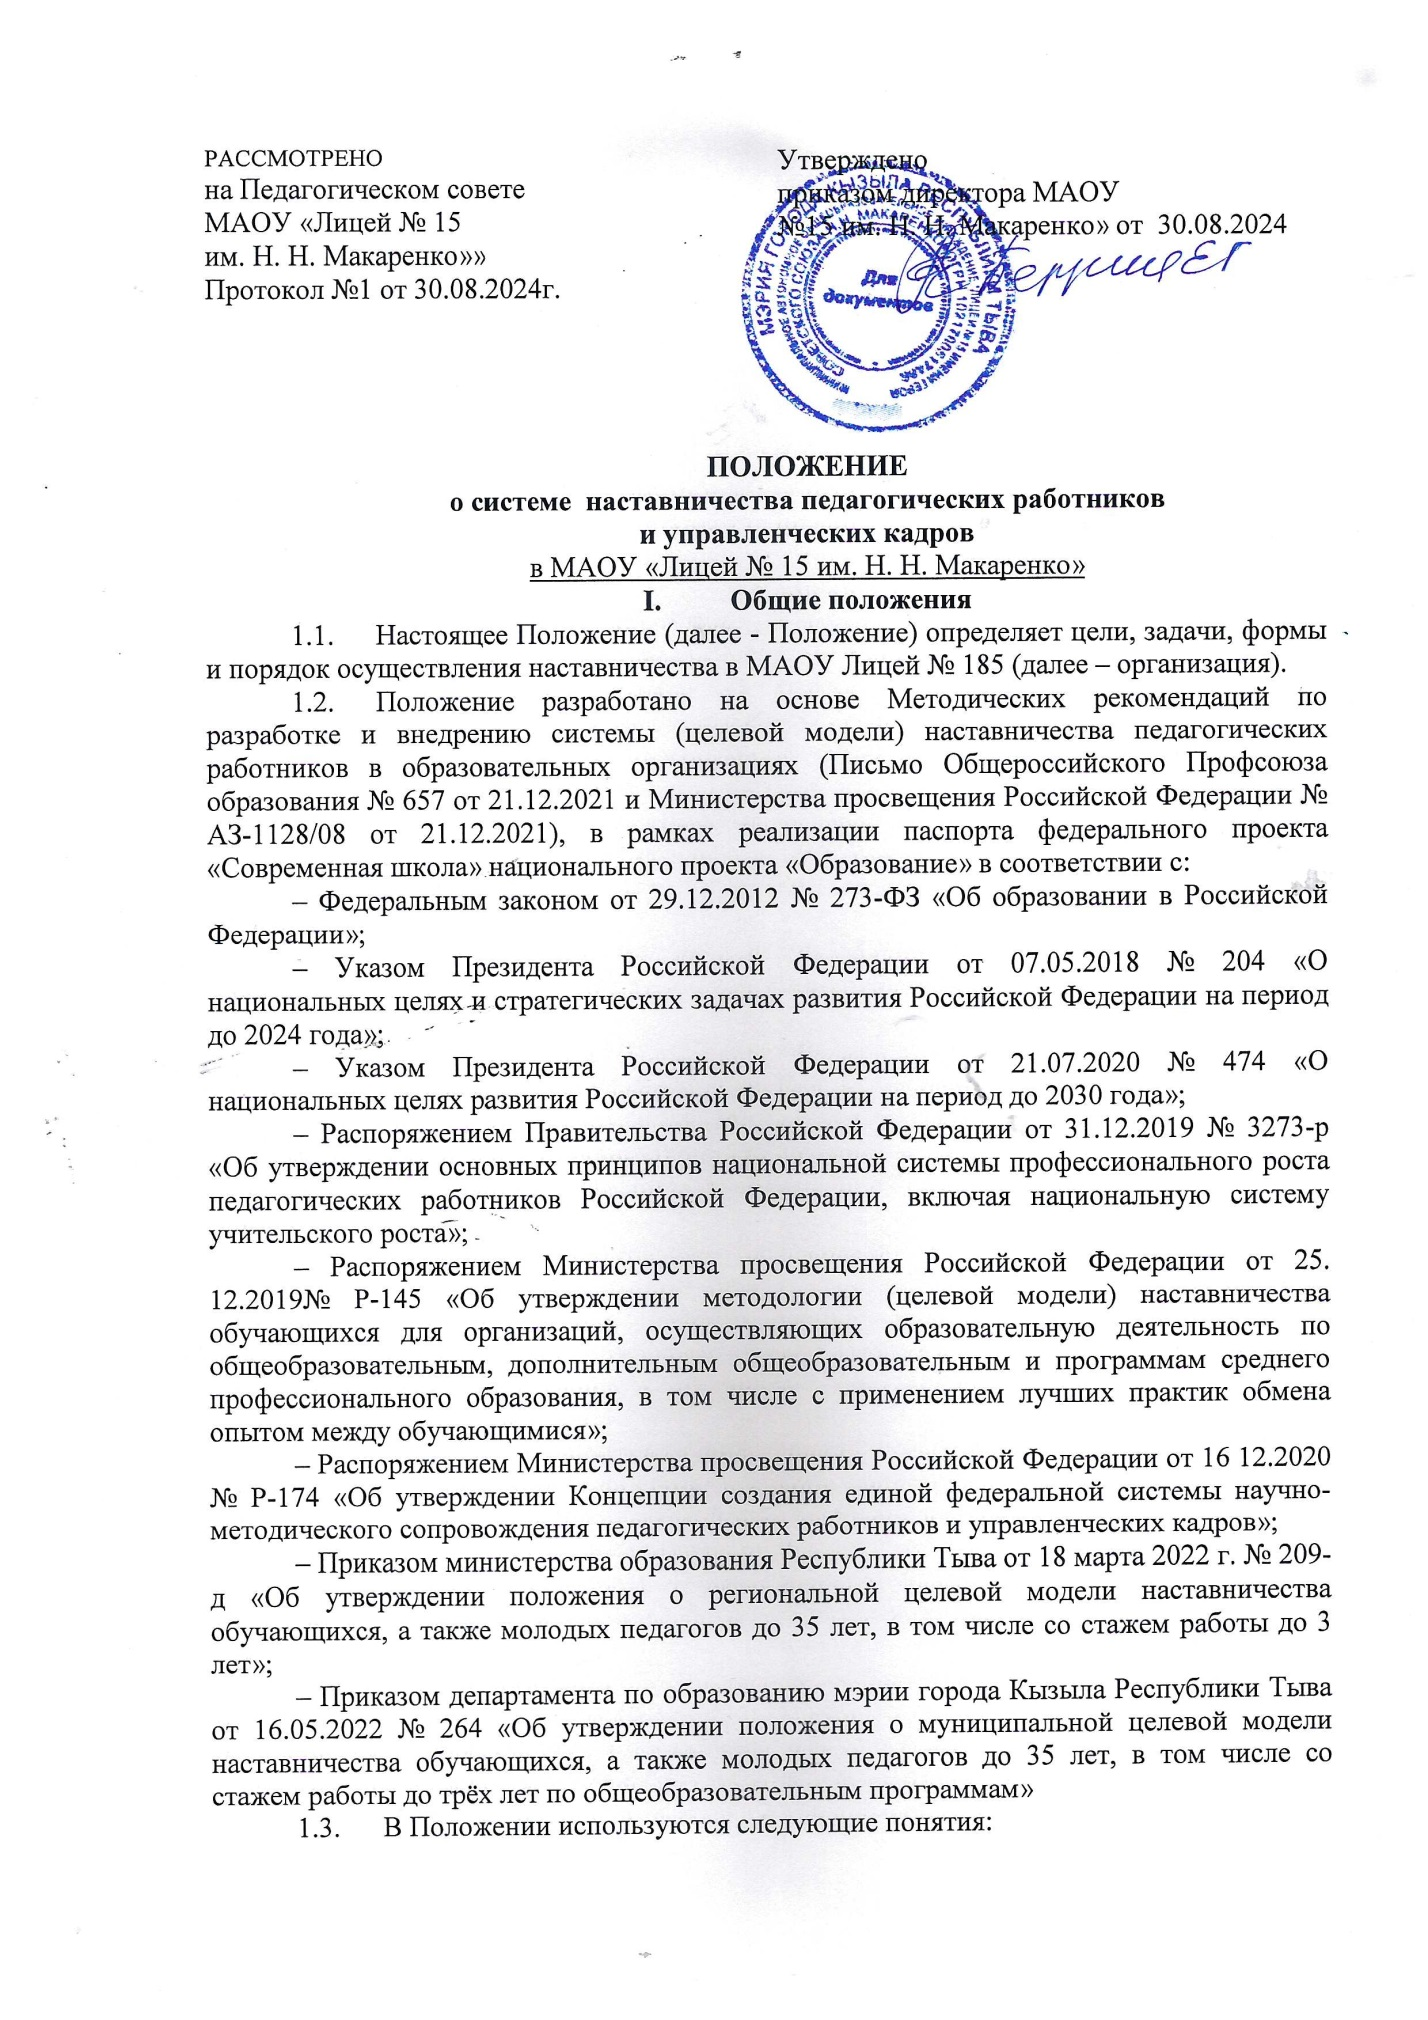 РАССМОТРЕНО
на Педагогическом совете
МАОУ «Лицей № 15
им. Н. Н. Макаренко»»
Протокол №1 от 30.08.2024г.
Утверждено
приказом директора МАОУ
№15 им. Н. Н. Макаренко» от 30.08.2024
МЭРИЯ ГОРОДА КЫЗЫЛА РЕСПУБЛИКИ ТЫВА
Для
документов
ПОЛОЖЕНИЕ
о системе наставничества педагогических работников
и управленческих кадров
в МАОУ «Лицей № 15 им. Н. Н. Макаренко»
I. Общие положения
1.1. Настоящее Положение (далее - Положение) определяет цели, задачи, формы
и порядок осуществления наставничества в МАОУ Лицей № 185 (далее – организация).
1.2. Положение разработано на основе Методических рекомендаций по
разработке и внедрению системы (целевой модели) наставничества педагогических
работников в образовательных организациях (Письмо Общероссийского Профсоюза
образования № 657 от 21.12.2021 и Министерства просвещения Российской Федерации №
АЗ-1128/08 от 21.12.2021), в рамках реализации паспорта федерального проекта
«Современная школа» национального проекта «Образование» в соответствии с:
– Федеральным законом от 29.12.2012 № 273-ФЗ «Об образовании в Российской
Федерации»;
– Указом Президента Российской Федерации от 07.05.2018 № 204 «О
национальных целях и стратегических задачах развития Российской Федерации на период
до 2024 года»;
– Указом Президента Российской Федерации от 21.07.2020 № 474 «О
национальных целях развития Российской Федерации на период до 2030 года»;
– Распоряжением Правительства Российской Федерации от 31.12.2019 № 3273-р
«Об утверждении основных принципов национальной системы профессионального роста
педагогических работников Российской Федерации, включая национальную систему
учительского роста»;
– Распоряжением Министерства просвещения Российской Федерации от 25.
12.2019№ Р-145 «Об утверждении методологии (целевой модели) наставничества
обучающихся для организаций, осуществляющих образовательную деятельность по
общеобразовательным, дополнительным общеобразовательным и программам среднего
профессионального образования, в том числе с применением лучших практик обмена
опытом между обучающимися»;
– Распоряжением Министерства просвещения Российской Федерации от 16 12.2020
№ Р-174 «Об утверждении Концепции создания единой федеральной системы научно-
методического сопровождения педагогических работников и управленческих кадров»;
– Приказом министерства образования Республики Тыва от 18 марта 2022 г. № 209-
д «Об утверждении положения о региональной целевой модели наставничества
обучающихся, а также молодых педагогов до 35 лет, в том числе со стажем работы до 3
лет»;
– Приказом департамента по образованию мэрии города Кызыла Республики Тыва
от 16.05.2022 № 264 «Об утверждении положения о муниципальной целевой модели
наставничества обучающихся, а также молодых педагогов до 35 лет, в том числе со
стажем работы до трёх лет по общеобразовательным программам»
1.3. В Положении используются следующие понятия: